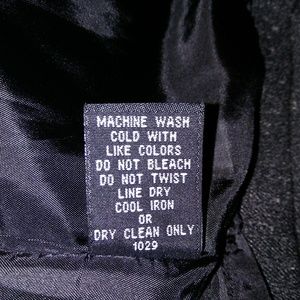 MACHINE WASH
COLD WITH
LIKE COLORS
DO NOT BLEACH
DO NOT TWIST
LINE DRY
COOL IRON
OR
DRY CLEAN ONLY
1029